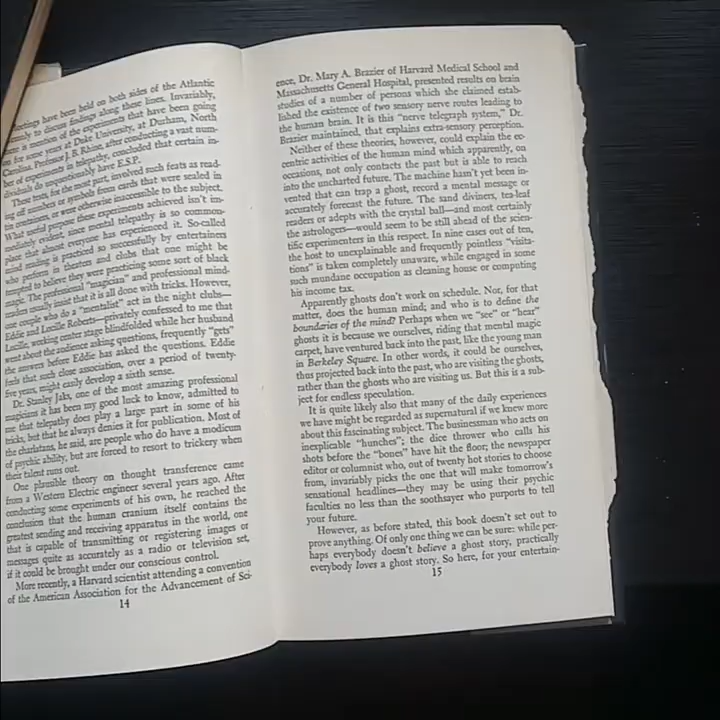 eetings have been held on both sides of the Atlantic
to discuss findings along these lines. Invariably,
is mention of the experiments that have been going
on for some years at Duke University, at Durham, North
Carolina. Professor J. B. Rhine, after conducting a vast num-
ber of experiments in telepathy, concluded that certain in-
dividuals do unquestionably have E.S.P.
These tests, for the most part, involved such feats as read-
ing off numbers or symbols from cards that were sealed in
tin containers, or were otherwise inaccessible to the subject.
What useful purpose these experiments achieved isn't im-
mediately evident, since mental telepathy is so common-
place that almost everyone has experienced it. So-called
mind reading is practiced so successfully by entertainers
who perform in theaters and clubs that one might be
tempted to believe they were practicing some sort of black
magic. The professional "magician" and professional mind-
readers usually insist that it is all done with tricks. However,
one couple who do a "mentalist" act in the night clubs—
Eddie and Lucille Roberts—privately confessed to me that
Lucille, working center stage blindfolded while her husband
went about the audience asking questions, frequently "gets"
the answers before Eddie has asked the questions. Eddie
feels that such close association, over a period of twenty-
five years, might easily develop a sixth sense.
Dr. Stanley Jaks, one of the most amazing professional
magicians it has been my good luck to know, admitted to
me that telepathy does play a large part in some of his
tricks, but that he always denies it for publication. Most of
the charlatans, he said, are people who do have a modicum
of psychic ability, but are forced to resort to trickery when
their talent runs out.
One plausible theory on thought transference came
from a Western Electric engineer several years ago. After
conducting some experiments of his own, he reached the
conclusion that the human cranium itself contains the
greatest sending and receiving apparatus in the world, one
that is capable of transmitting or registering images or
messages quite as accurately as a radio or television set,
if it could be brought under our conscious control.
More recently, a Harvard scientist attending a convention
of the American Association for the Advancement of Sci-
14
ence, Dr. Mary A. Brazier of Harvard Medical School and
Massachusetts General Hospital, presented results on brain
studies of a number of persons which she claimed estab-
lished the existence of two sensory nerve routes leading to
the human brain. It is this "nerve telegraph system," Dr.
Brazier maintained, that explains extra-sensory perception.
Neither of these theories, however, could explain the ec-
centric activities of the human mind which apparently, on
occasions, not only contacts the past but is able to reach
into the uncharted future. The machine hasn't yet been in-
vented that can trap a ghost, record a mental message or
accurately forecast the future. The sand diviners, tea-leaf
readers or adepts with the crystal ball—and most certainly
the astrologers—would seem to be still ahead of the scien-
tific experimenters in this respect. In nine cases out of ten,
the host to unexplainable and frequently pointless "visita-
tions" is taken completely unaware, while engaged in some
such mundane occupation as cleaning house or computing
his income tax.
Apparently ghosts don't work on schedule. Nor, for that
matter, does the human mind; and who is to define the
boundaries of the mind? Perhaps when we "see" or "hear"
ghosts it is because we ourselves, riding that mental magic
carpet, have ventured back into the past, like the young man
in Berkeley Square. In other words, it could be ourselves,
thus projected back into the past, who are visiting the ghosts,
rather than the ghosts who are visiting us. But this is a sub-
ject for endless speculation.
It is quite likely also that many of the daily experiences
we have might be regarded as supernatural if we knew more
about this fascinating subject. The businessman who acts on
inexplicable "hunches"; the dice thrower who calls his
shots before the "bones" have hit the floor; the newspaper
editor or columnist who, out of twenty hot stories to choose
from, invariably picks the one that will make tomorrow's
sensational headlines—they may be using their psychic
faculties no less than the soothsayer who purports to tell
your future.
However, as before stated, this book doesn't set out to
prove anything. Of only one thing we can be sure: while per-
haps everybody doesn't believe a ghost story, practically
everybody loves a ghost story. So here, for your entertain-
15